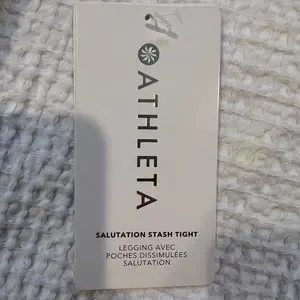 ATHLETA
SALUTATION STASH TIGHT
LEGGING AVEC
POCHES DISSIMULÉES
SALUTATION